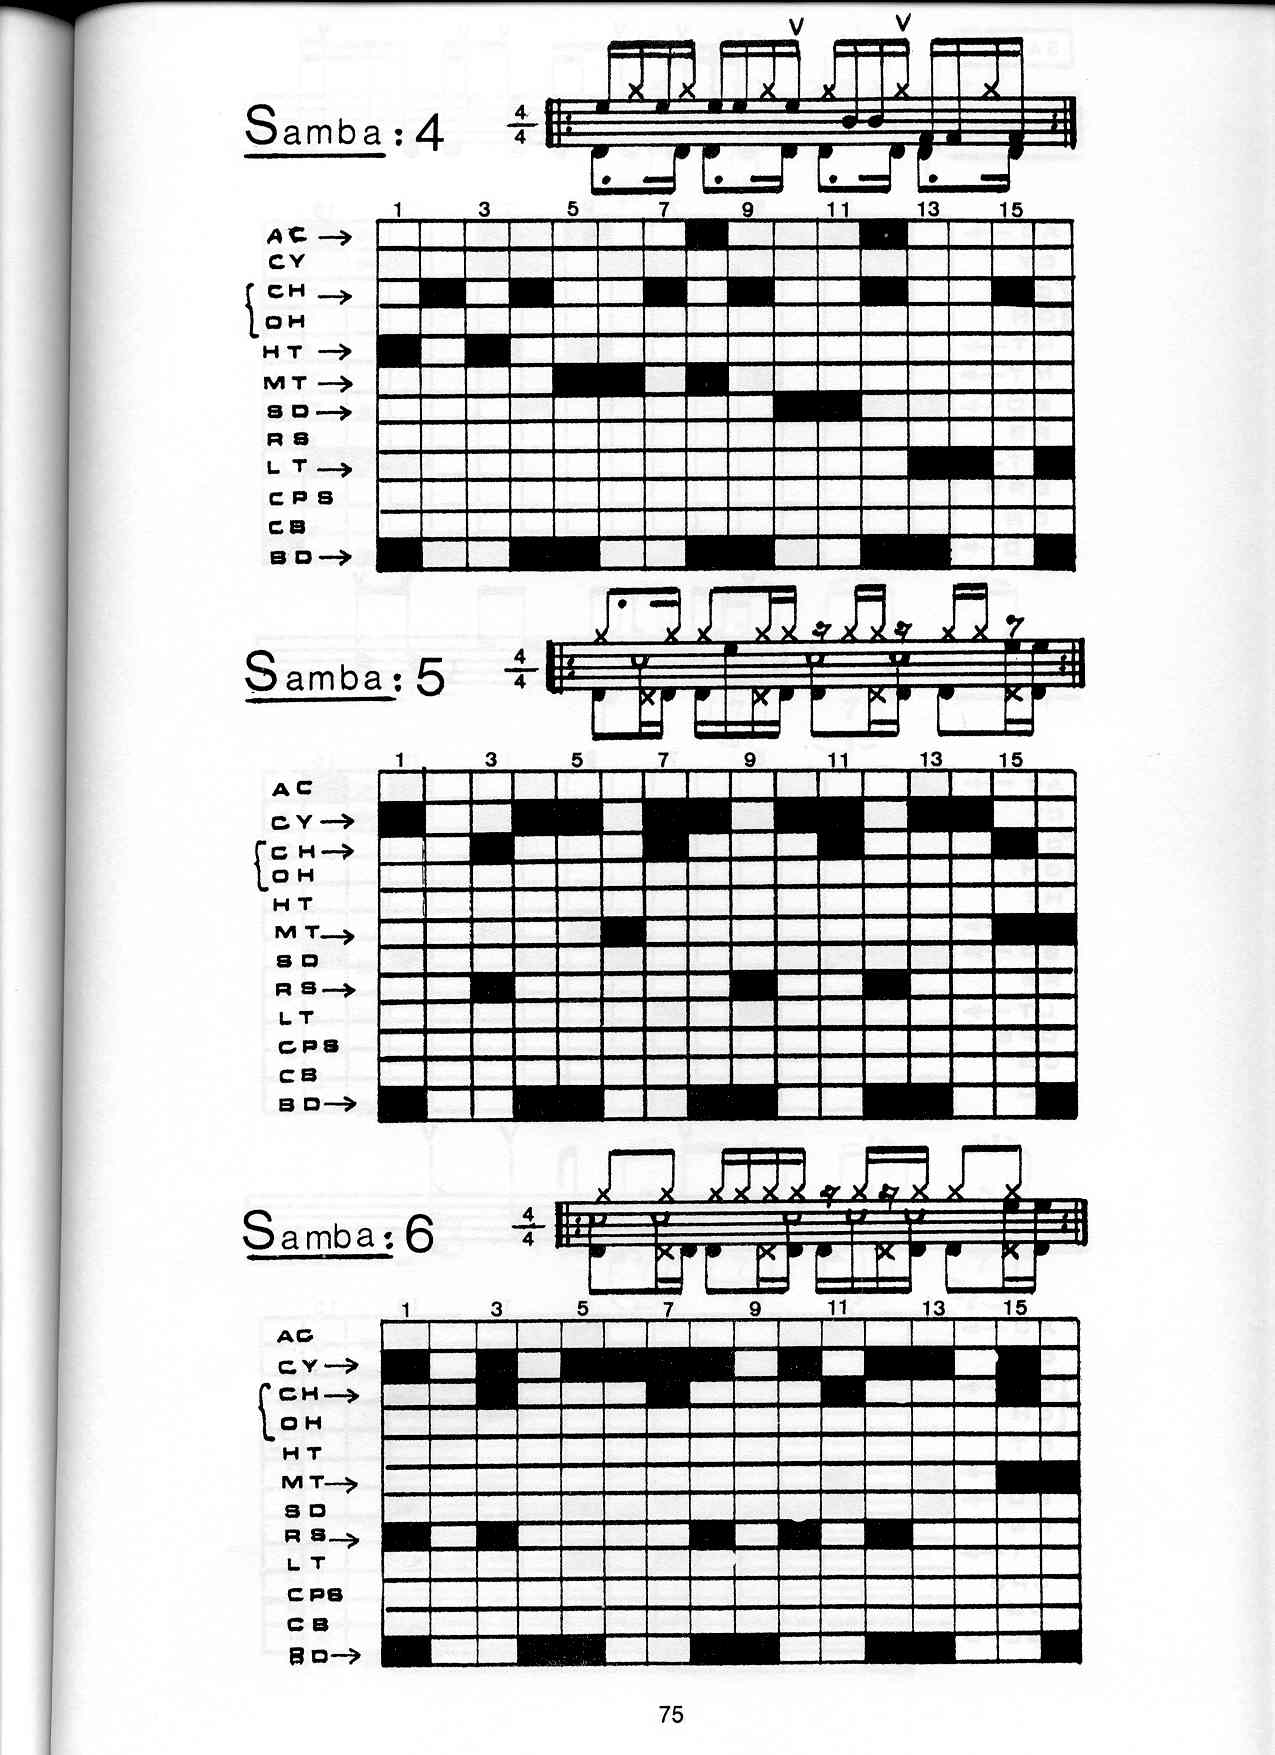 Samba: 4
4
4
1 3 5 7 9 11 13 15
AC →
CY
CH →
OH
HT →
MT →
SD →
RS
LT →
CPS
CB
BD →
Samba: 5
4
4
1 3 5 7 9 11 13 15
AC
CY →
CH →
OH
HT
MT →
SD
RS →
LT
CPS
CB
BD →
Samba: 6
4
4
1 3 5 7 9 11 13 15
AC
CY →
CH →
OH
HT
MT →
SD
RS →
LT
CPS
CB
BD →
75